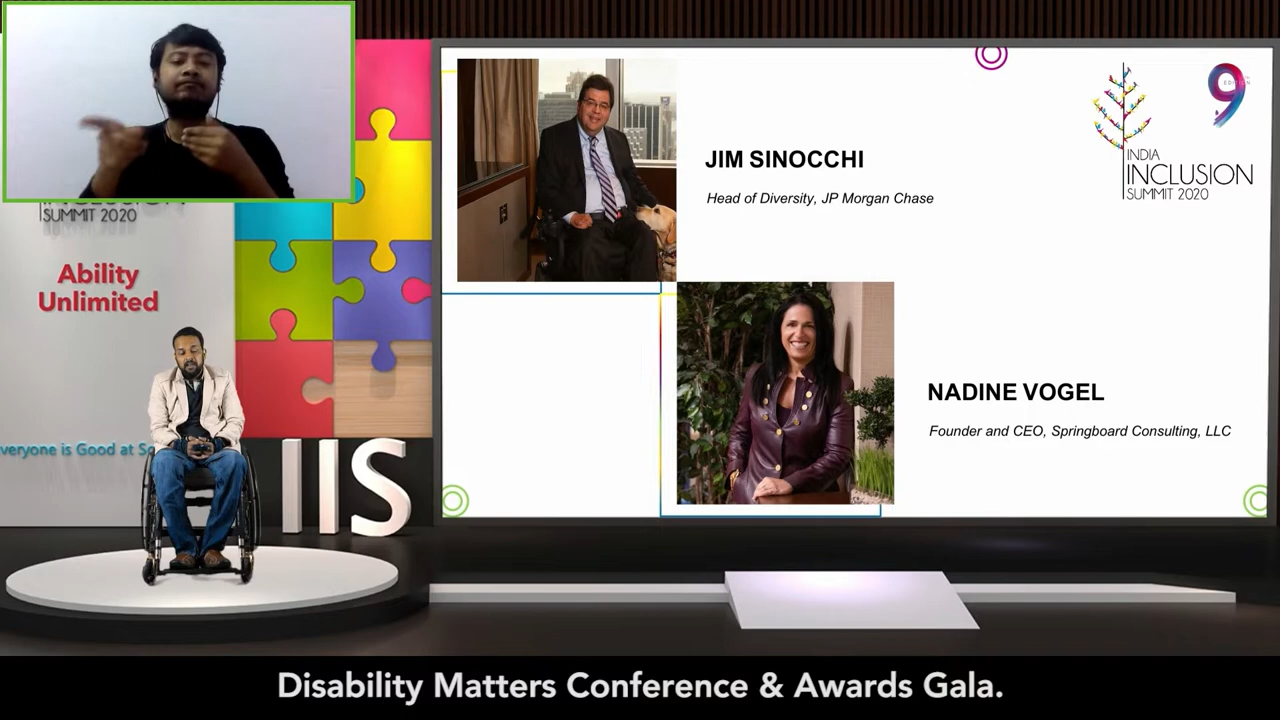 SUMMIT 2020
Ability
Unlimited
veryone is Good at So
IIS
JIM SINOCCHI
Head of Diversity, JP Morgan Chase
NADINE VOGEL
Founder and CEO, Springboard Consulting, LLC
9
EDITION
INDIA
INCLUSION
SUMMIT 2020
Disability Matters Conference & Awards Gala.